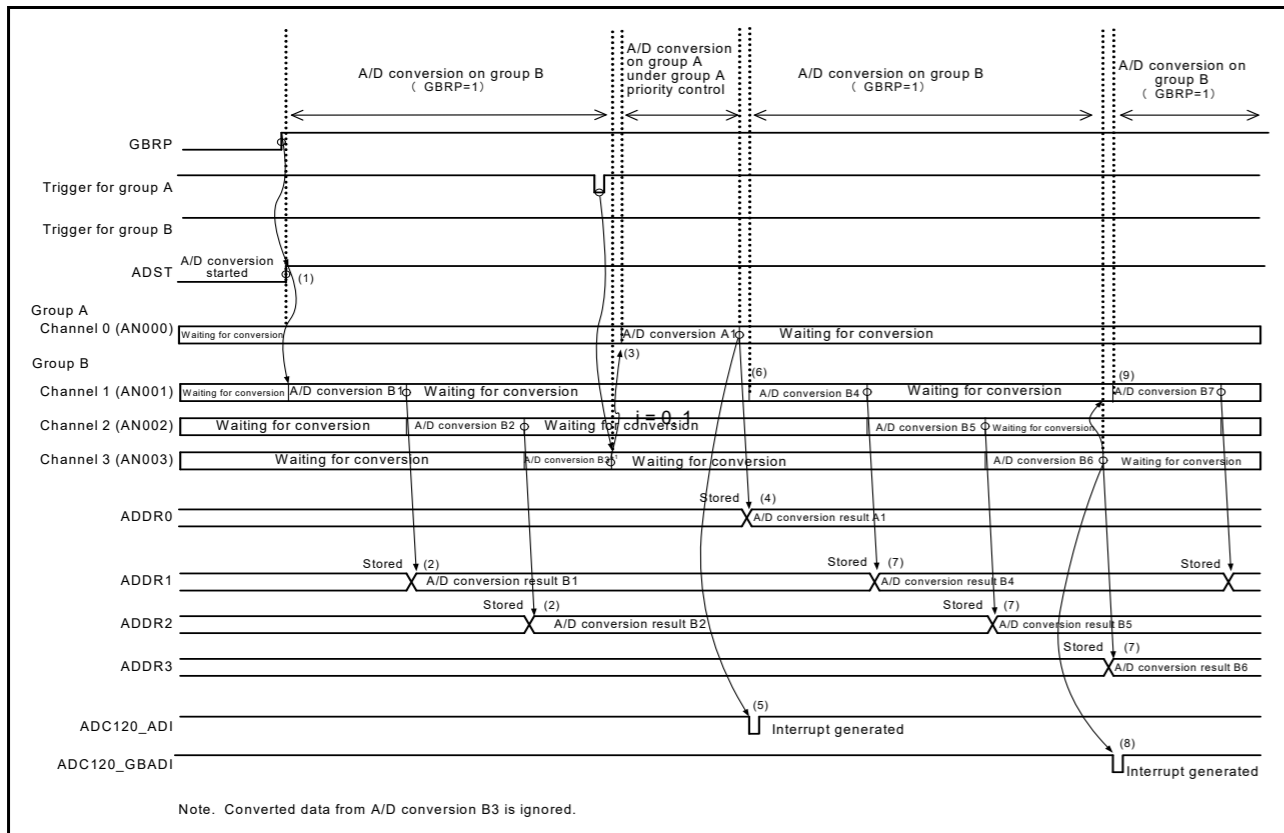 A/D conversion on group B
( GBRP=1)
A/D conversion
on group A
under group A
priority control
A/D conversion on group B
( GBRP=1)
A/D conversion on
group B
( GBRP=1)
GBRP
Trigger for group A
Trigger for group B
ADST
A/D conversion
started
(1)
Group A
Channel 0 (AN000)
Waiting for conversion
A/D conversion A1
Waiting for conversion
(3)
Group B
(6)
(9)
Channel 1 (AN001)
Waiting for conversion
A/D conversion B1
Waiting for conversion
A/D conversion B4
Waiting for conversion
A/D conversion B7
i = 0, 1
Channel 2 (AN002)
Waiting for conversion
A/D conversion B2
Waiting for conversion
A/D conversion B5
Waiting for conversion
Channel 3 (AN003)
Waiting for conversion
A/D conversion B3*1
Waiting for conversion
A/D conversion B6
Waiting for conversion
ADDR0
Stored
(4)
A/D conversion result A1
ADDR1
Stored
(2)
A/D conversion result B1
Stored
(7)
A/D conversion result B4
Stored
ADDR2
Stored
(2)
A/D conversion result B2
Stored
(7)
A/D conversion result B5
ADDR3
Stored
(7)
A/D conversion result B6
ADC120_ADI
(5)
Interrupt generated
ADC120_GBADI
(8)
Interrupt generated
Note. Converted data from A/D conversion B3 is ignored.